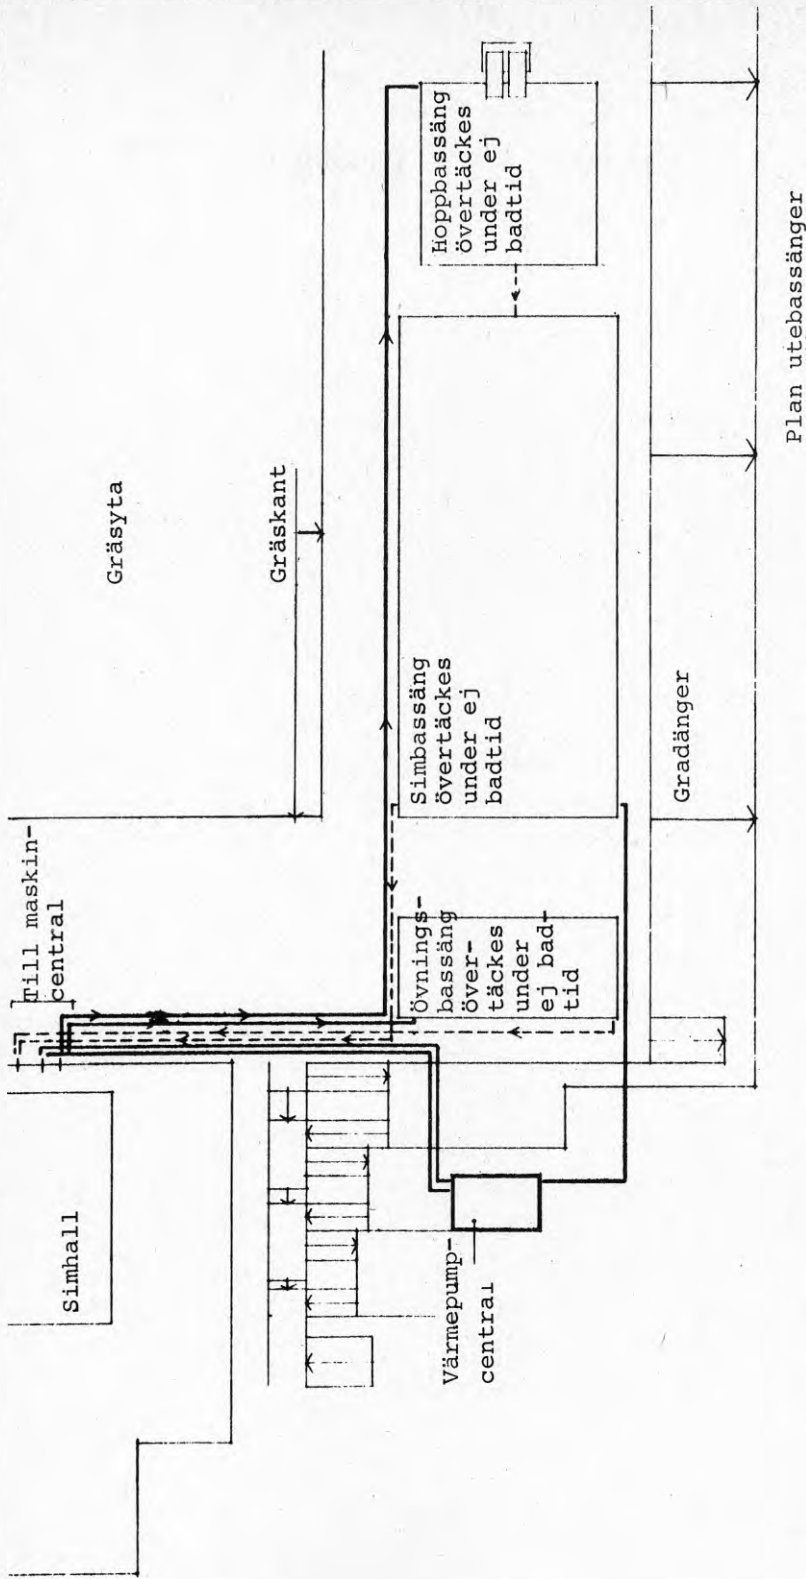 Simhall
Till maskin-
central
Gräsyta
Gräskant
Värmepump-
central
Övnings-
bassäng
över-
täckes
under
ej bad-
tid
Simbassäng
övertäckes
under ej
badtid
Hoppbassäng
övertäckes
under ej
badtid
Gradänger
Plan utebassänger